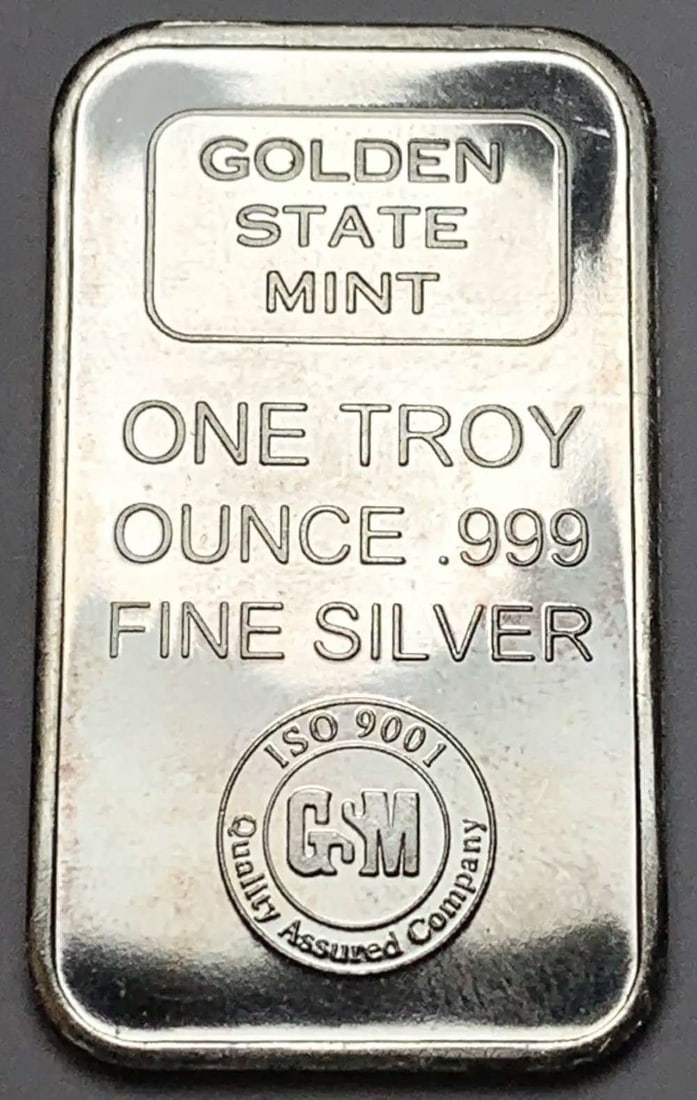 GOLDEN
STATE
MINT
ONE TROY
OUNCE .999
FINE SILVER
ISO 9001
GSM
Quality Assured Company